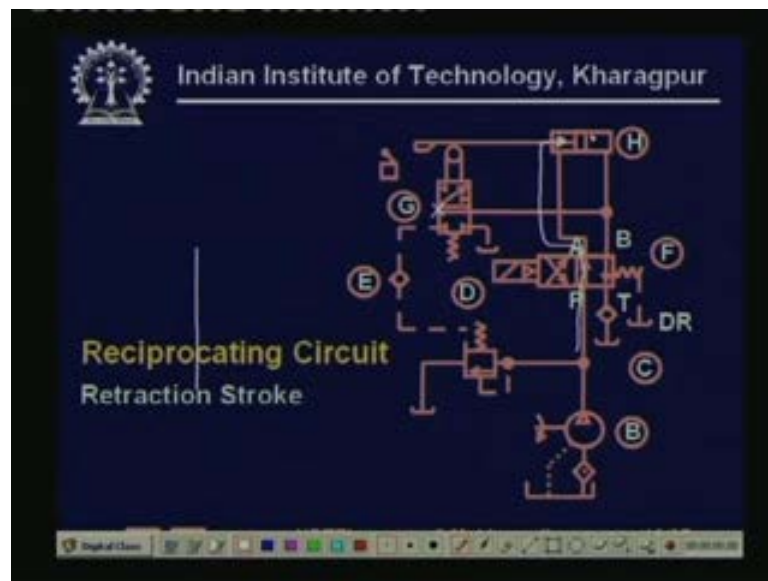 Indian Institute of Technology, Kharagpur
H
G
B
A
F
E
D
P
T
DR
Reciprocating Circuit
Retraction Stroke
C
B